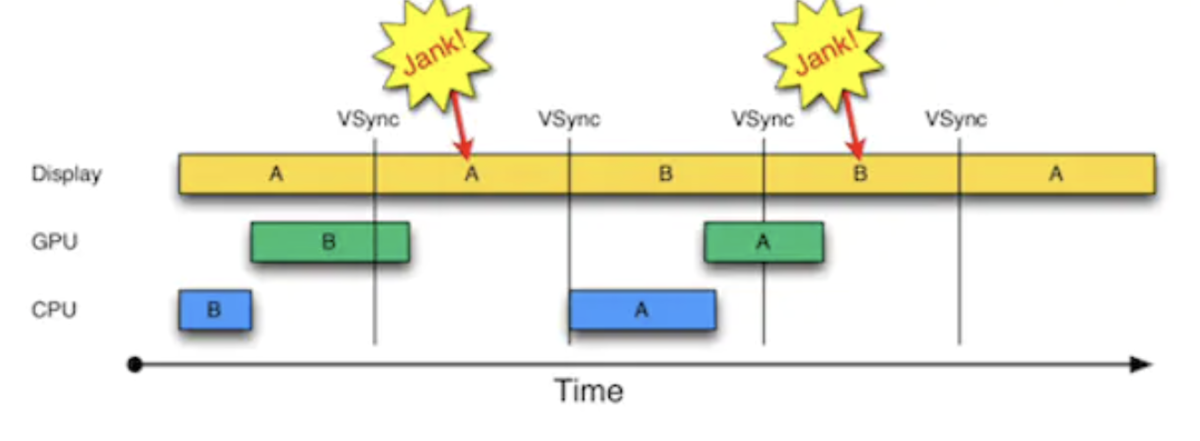 Jank!
Jank!
VSync
VSync
VSync
VSync
Display
A
A
B
B
A
GPU
B
A
CPU
B
A
Time